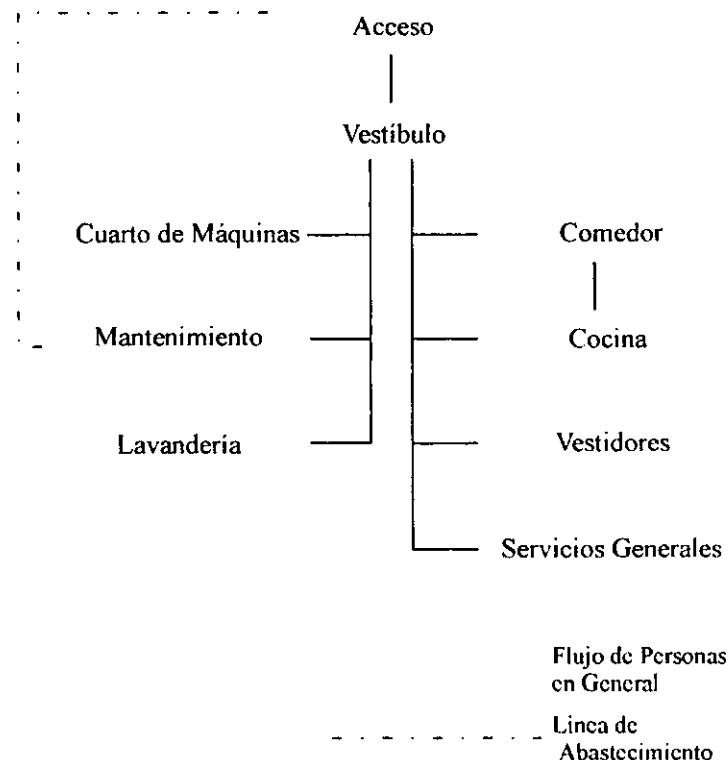 Acceso
Vestíbulo
Cuarto de Máquinas
Comedor
Mantenimiento
Cocina
Lavandería
Vestidores
Servicios Generales
Flujo de Personas
en General
Linea de
Abastecimiento